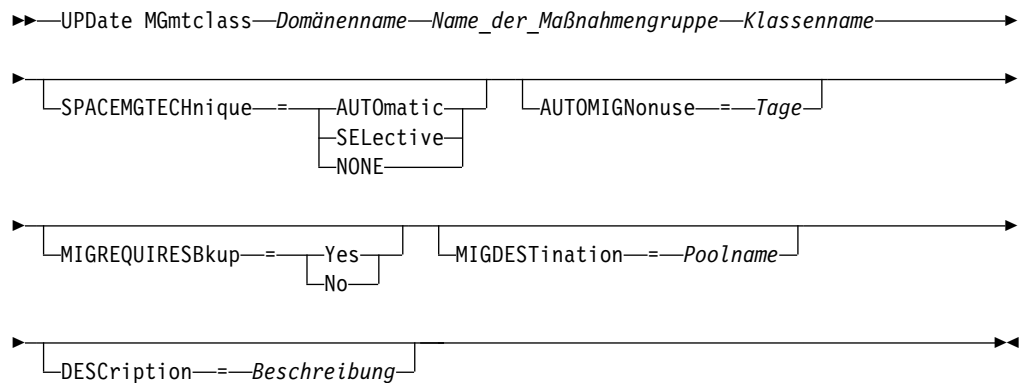 UPDate MGmtclass Domänenname Name_der_Maßnahmengruppe Klassenname
SPACEMGTECHnique = AUTOmatic AUTOMIGNonuse = Tage
SELective
NONE
MIGREQUIRESBkup = Yes MIGDESTination = Poolname
No
DESCription = Beschreibung